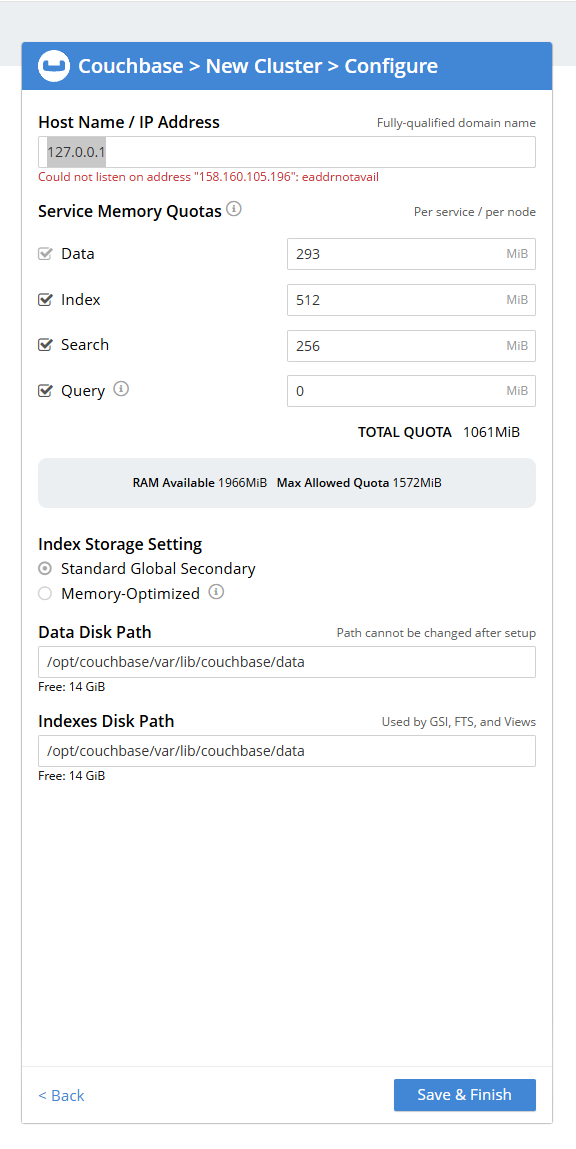 Couchbase > New Cluster > Configure
Host Name / IP Address Fully-qualified domain name
127.0.0.1
Could not listen on address "158.160.105.196": eaddrnotavail
Service Memory Quotas Per service / per node
Data 293 MiB
Index 512 MiB
Search 256 MiB
Query 0 MiB
TOTAL QUOTA 1061MiB
RAM Available 1966MiB Max Allowed Quota 1572MiB
Index Storage Setting
Standard Global Secondary
Memory-Optimized
Data Disk Path Path cannot be changed after setup
/opt/couchbase/var/lib/couchbase/data
Free: 14 GiB
Indexes Disk Path Used by GSI, FTS, and Views
/opt/couchbase/var/lib/couchbase/data
Free: 14 GiB
< Back Save & Finish